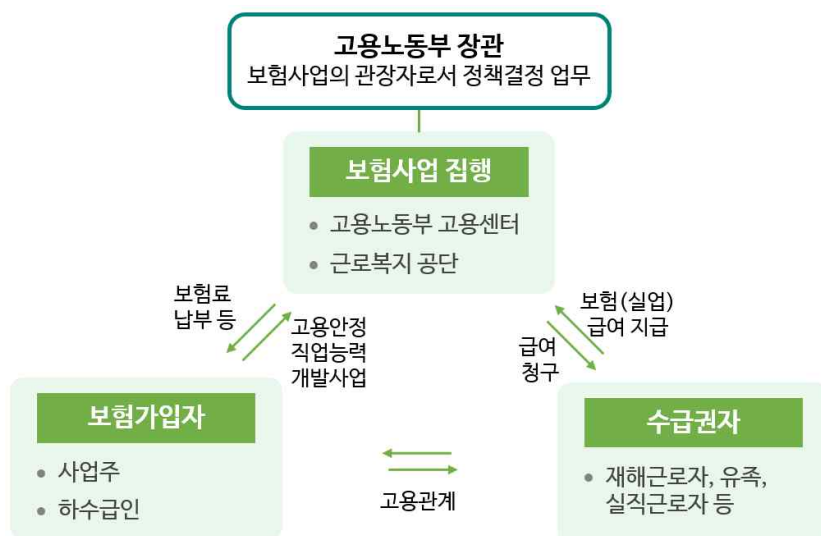 고용노동부 장관
보험사업의 관장자로서 정책결정 업무
보험사업 집행
고용노동부 고용센터
근로복지 공단
보험료
납부 등
고용안정
직업능력
개발사업
보험(실업)
급여 지급
급여
청구
보험가입자
사업주
하수급인
고용관계
수급권자
재해근로자, 유족,
실직근로자 등